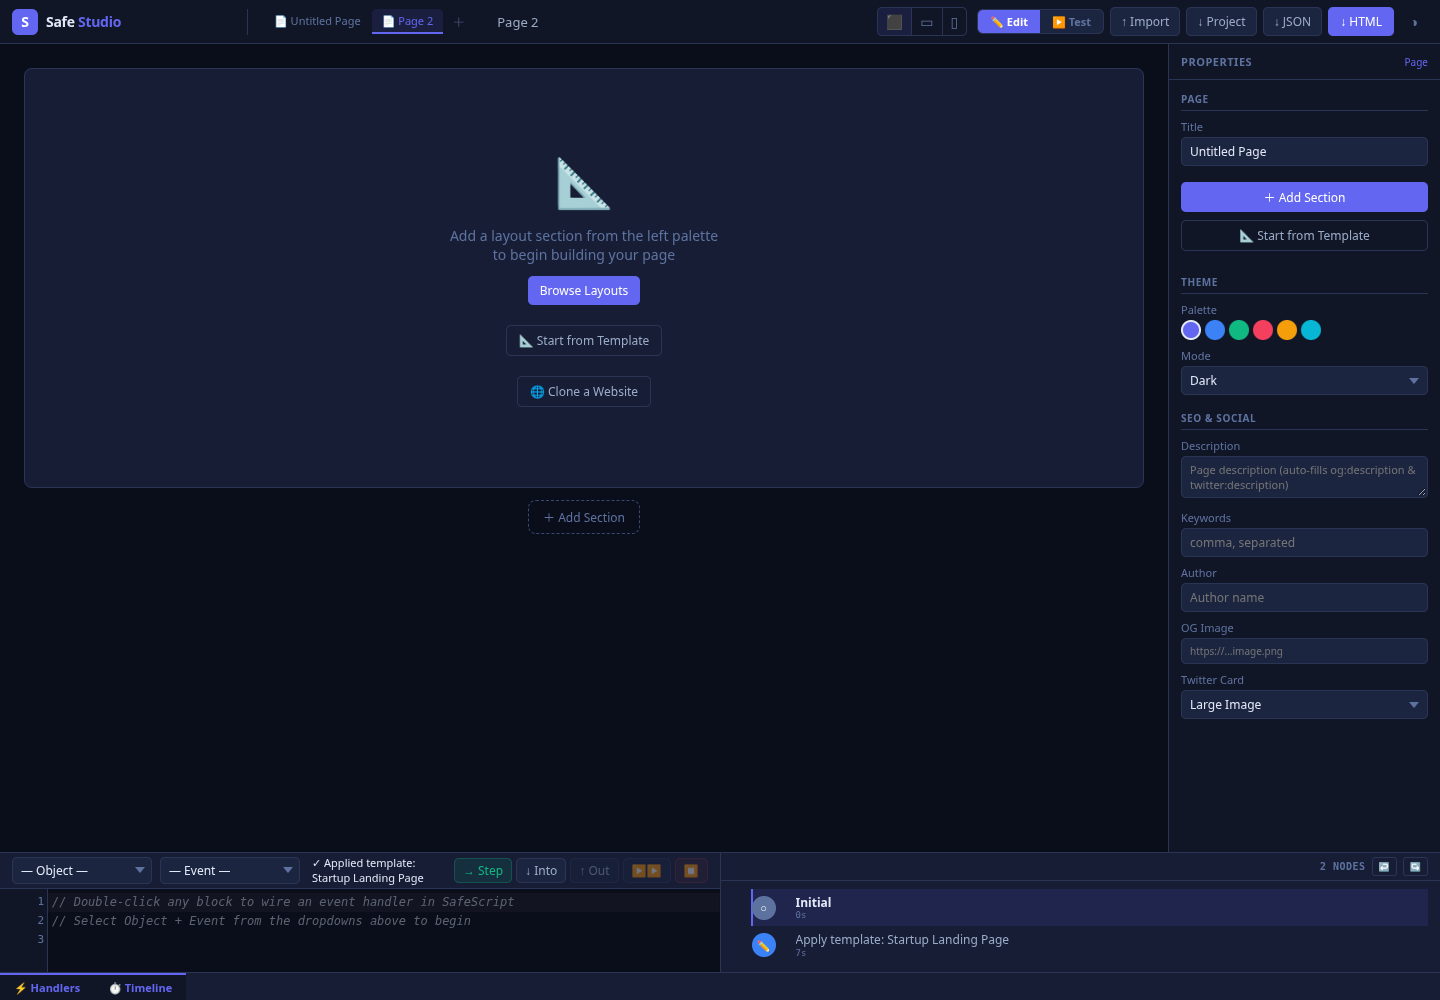 S Safe Studio
Untitled Page
Page 2
+
Page 2
Edit
Test
↑ Import
↓ Project
↓ JSON
↓ HTML
Add a layout section from the left palette
to begin building your page
Browse Layouts
Start from Template
Clone a Website
+ Add Section
PROPERTIES
Page
PAGE
Title
Untitled Page
+ Add Section
Start from Template
THEME
Palette
Mode
Dark
SEO & SOCIAL
Description
Page description (auto-fills og:description &
twitter:description)
Keywords
comma, separated
Author
Author name
OG Image
https://...image.png
Twitter Card
Large Image
— Object —
— Event —
✓ Applied template:
Startup Landing Page
→ Step
↓ Into
↑ Out
1 // Double-click any block to wire an event handler in SafeScript
2 // Select Object + Event from the dropdowns above to begin
3
2 NODES
Initial
0s
Apply template: Startup Landing Page
7s
Handlers
Timeline